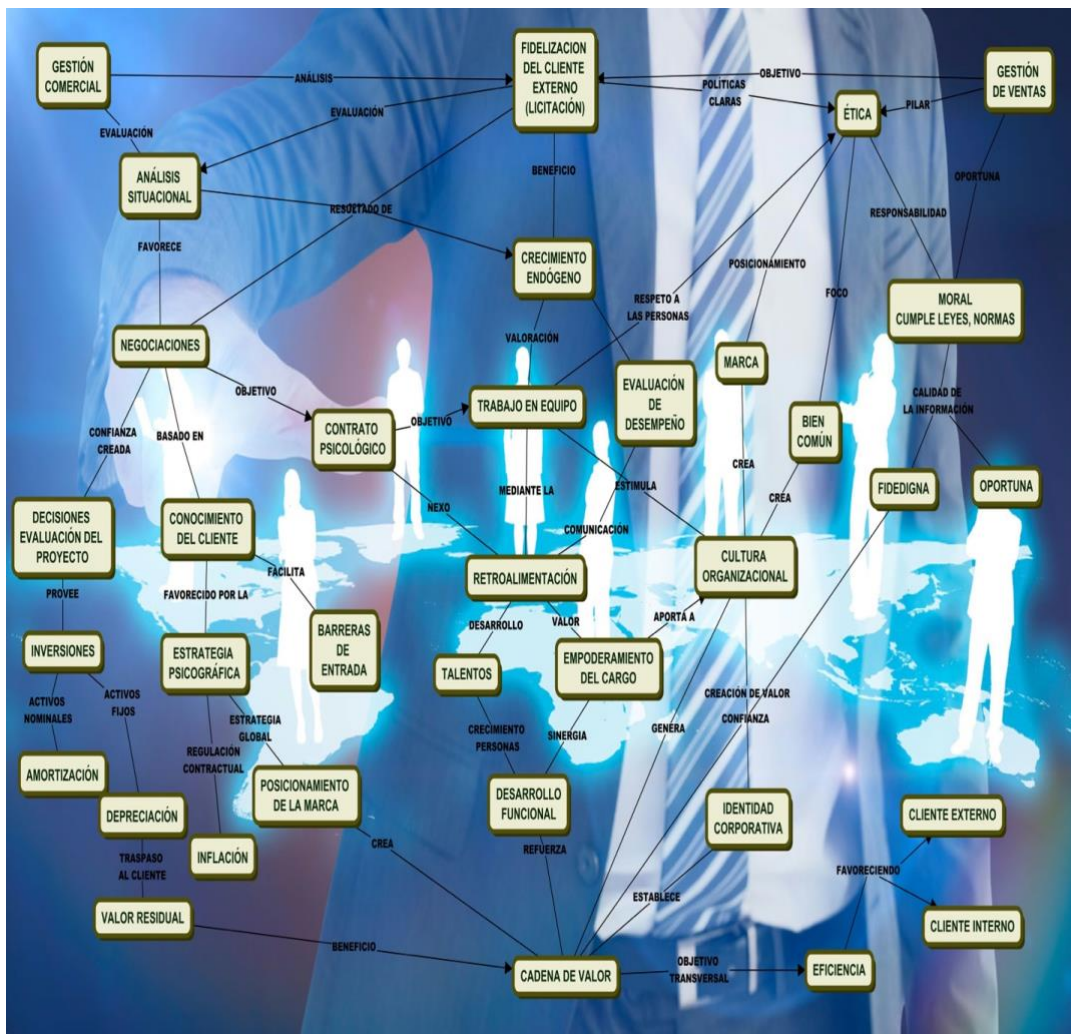 GESTIÓN
COMERCIAL
ANÁLISIS
FIDELIZACION
DEL CLIENTE
EXTERNO
(LICITACIÓN)
OBJETIVO
GESTIÓN
DE VENTAS
POLÍTICAS
CLARAS
ÉTICA
PILAR
EVALUACIÓN
EVALUACIÓN
ANÁLISIS
SITUACIONAL
BENEFICIO
OPORTUNA
RESULTADO DE
RESPONSABILIDAD
FAVORECE
CRECIMIENTO
ENDÓGENO
POSICIONAMIENTO
FOCO
RESPETO A
LAS PERSONAS
MORAL
CUMPLE LEYES, NORMAS
NEGOCIACIONES
VALORACIÓN
MARCA
OBJETIVO
CONTRATO
PSICOLÓGICO
OBJETIVO
TRABAJO EN EQUIPO
EVALUACIÓN
DE
DESEMPEÑO
BIEN
COMÚN
CALIDAD DE
LA INFORMACIÓN
CONFIANZA
CREADA
BASADO EN
CREA
FIDEDIGNA
OPORTUNA
DECISIONES
EVALUACIÓN DEL
PROYECTO
CONOCIMIENTO
DEL CLIENTE
NEXO
MEDIANTE LA
ESTIMULA
CREA
COMUNICACIÓN
FACILITA
RETROALIMENTACIÓN
CULTURA
ORGANIZACIONAL
PROVEE
FAVORECIDO POR LA
DESARROLLO
VALOR
APORTA A
INVERSIONES
ESTRATEGIA
PSICOGRÁFICA
BARRERAS
DE
ENTRADA
TALENTOS
EMPODERAMIENTO
DEL CARGO
ACTIVOS
NOMINALES
ACTIVOS
FIJOS
ESTRATEGIA
GLOBAL
CREACIÓN DE VALOR
CONFIANZA
REGULACIÓN
CONTRACTUAL
CRECIMIENTO
PERSONAS
SINERGIA
GENERA
AMORTIZACIÓN
DEPRECIACIÓN
POSICIONAMIENTO
DE LA MARCA
DESARROLLO
FUNCIONAL
IDENTIDAD
CORPORATIVA
CLIENTE EXTERNO
INFLACIÓN
CREA
REFUERZA
TRASPASO
AL CLIENTE
FAVORECIENDO
VALOR RESIDUAL
ESTABLECE
CLIENTE INTERNO
BENEFICIO
CADENA DE VALOR
OBJETIVO
TRANSVERSAL
EFICIENCIA